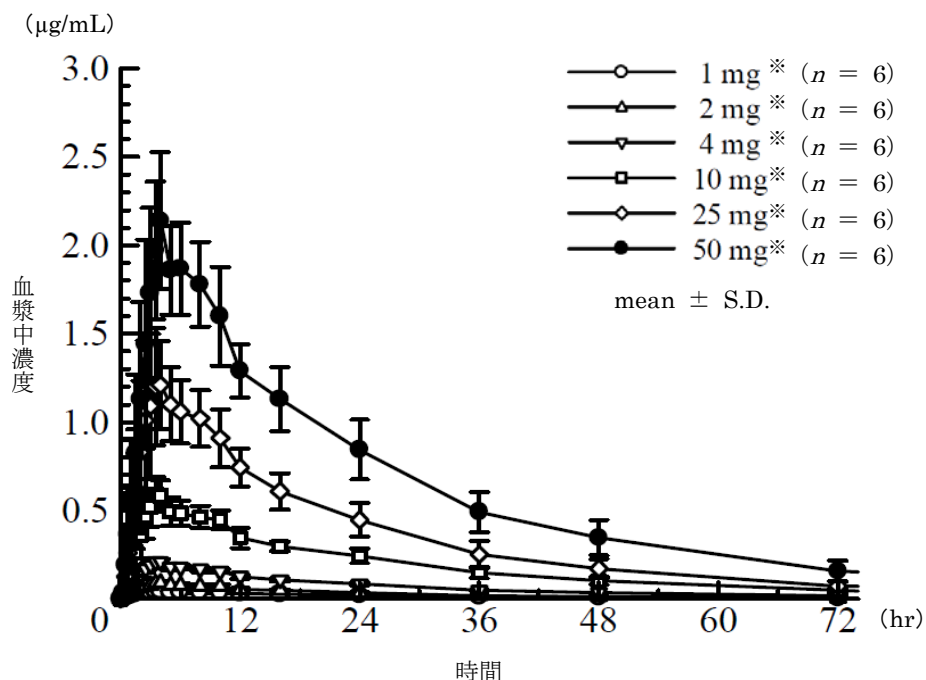 (μg/mL)
3.0
2.5
2.0
1.5
1.0
0.5
0 12 24 36 48 60 72 (hr)
血漿中濃度
時間
1 mg※ (n = 6)
2 mg※ (n = 6)
4 mg※ (n = 6)
10 mg※ (n = 6)
25 mg※ (n = 6)
50 mg※ (n = 6)
mean ± S.D.